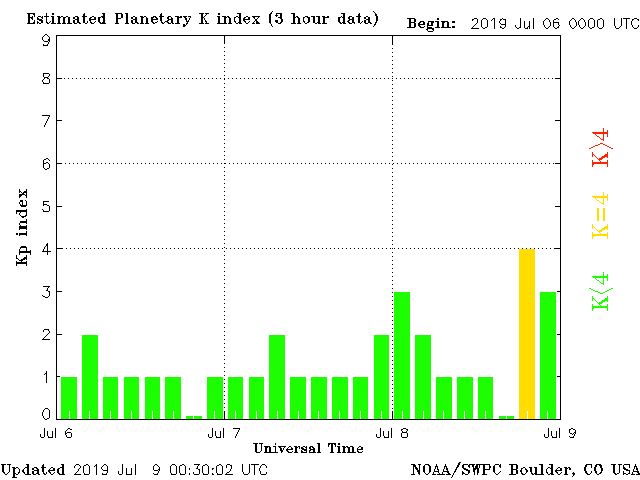 Estimated Planetary K index (3 hour data)
Begin: 2019 Jul 06 0000 UTC
9
8
7
6
5
4
3
2
1
0
Kp index
K<4 K=4 K>4
Jul 6 Jul 7 Jul 8 Jul 9
Universal Time
Updated 2019 Jul 9 00:30:02 UTC
NOAA/SWPC Boulder, CO USA